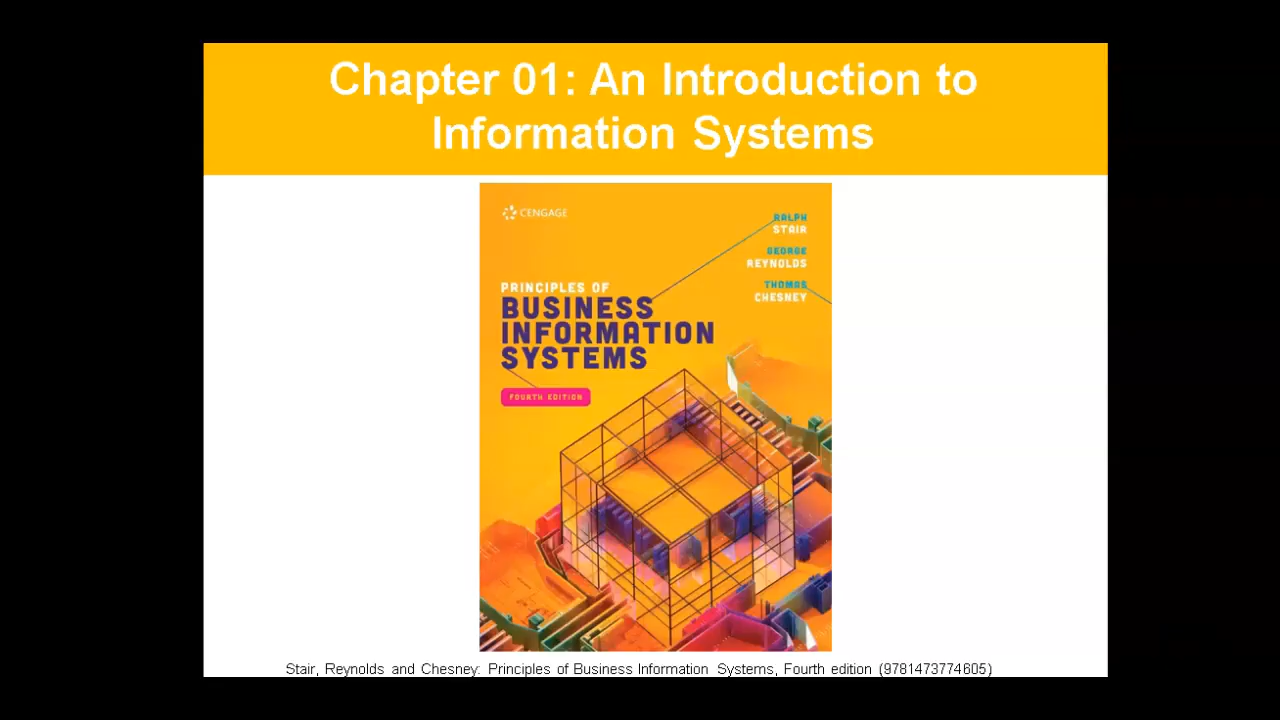 Chapter 01: An Introduction to
Information Systems
CENGAGE
RALPH
STAIR
GEORGE
REYNOLDS
THOMAS
CHESNEY
PRINCIPLES OF
BUSINESS
INFORMATION
SYSTEMS
FOURTH EDITION
Stair, Reynolds and Chesney: Principles of Business Information Systems, Fourth edition (9781473774605)